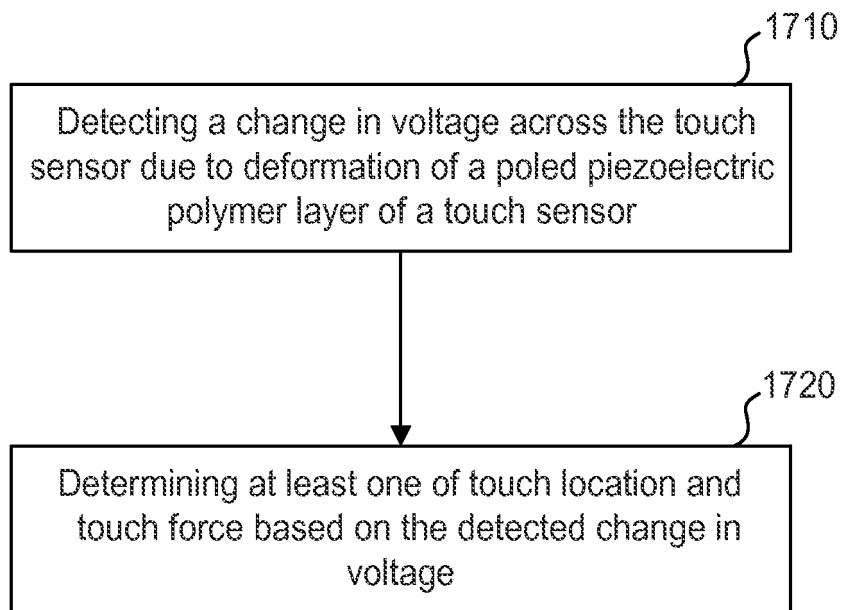 1710
Detecting a change in voltage across the touch
sensor due to deformation of a poled piezoelectric
polymer layer of a touch sensor
1720
Determining at least one of touch location and
touch force based on the detected change in
voltage